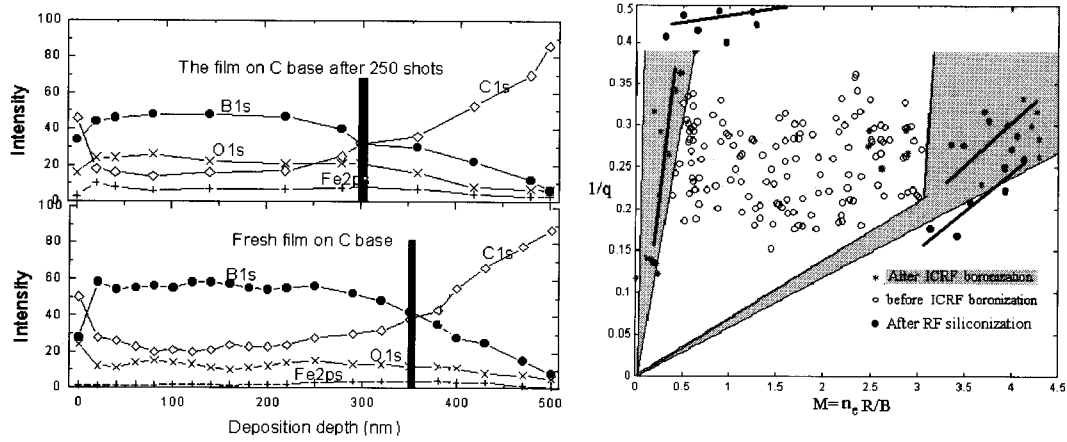 100
80
60
40
20
0
Intensity
The film on C base after 250 shots
C1s
B1s
O1s
Fe2ps
80
60
40
20
0
Intensity
Fresh film on C base
C1s
B1s
O1s
Fe2ps
0
100
200
300
400
500
Deposition depth (nm)
0.5
0.45
0.4
0.35
0.3
0.25
0.2
0.15
0.1
0.05
0
1/q
After ICRF boronization
before ICRF boronization
After RF siliconization
0
0.5
1
1.5
2
2.5
3
3.5
4
4.5
M=n_e R/B